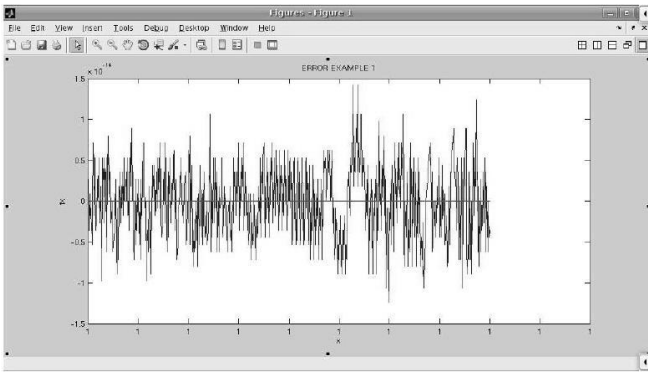 Figures - Figure 1
File Edit View Insert Tools Debug Desktop Window Help
ERROR EXAMPLE 1
x 10
1.5
1
0.5
0
-0.5
-1
-1.5
1 1 1 1 1 1 1 1 1 1 1
x